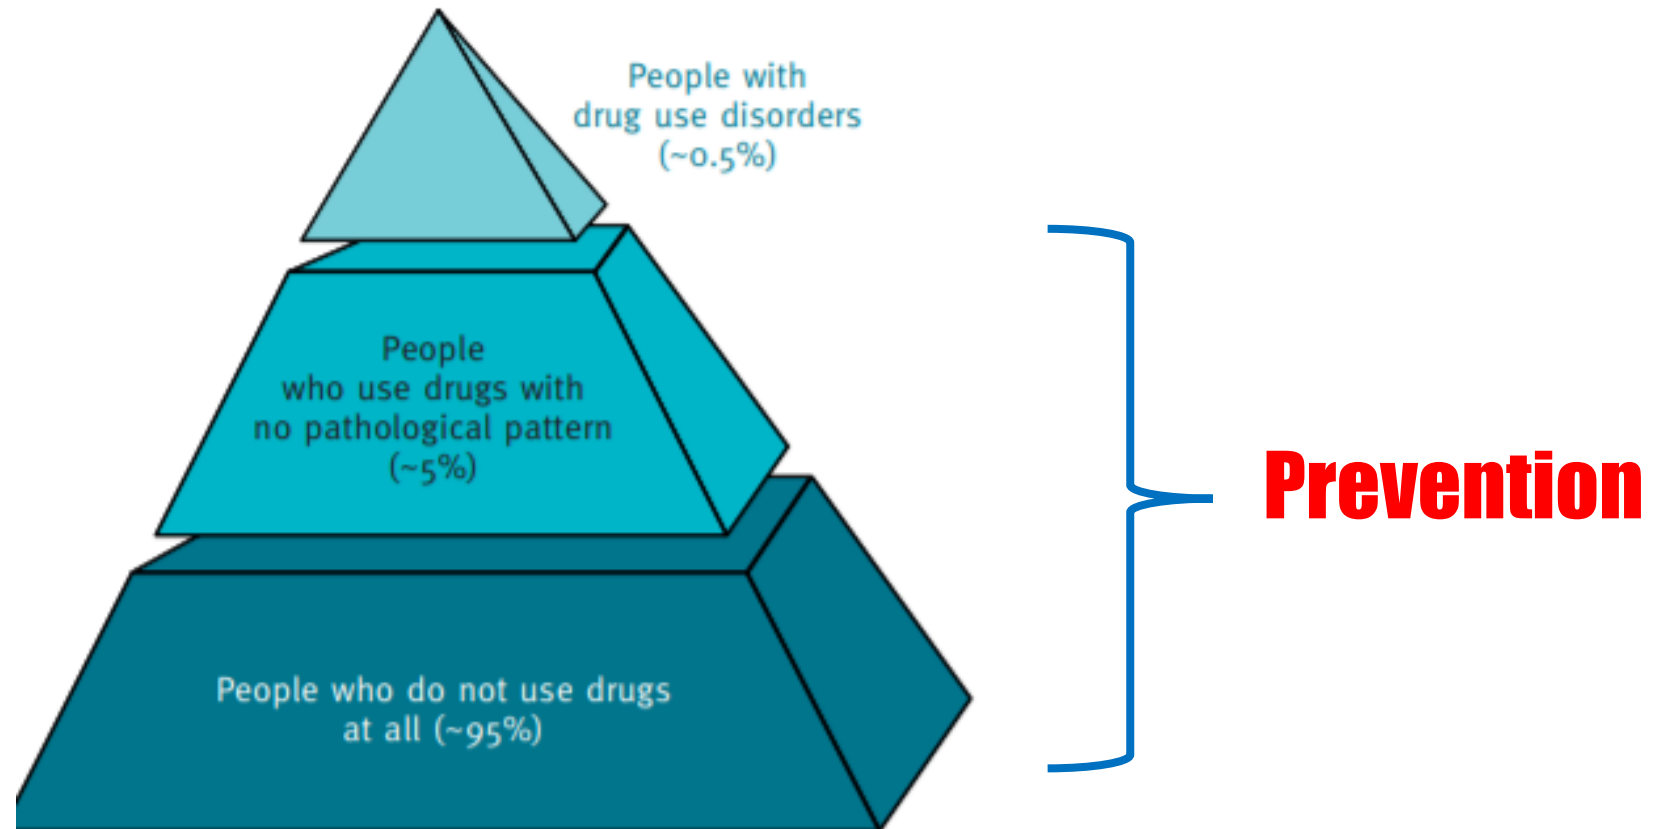 People with
drug use disorders
(~0.5%)
People
who use drugs with
no pathological pattern
(~5%)
Prevention
People who do not use drugs
at all (~95%)